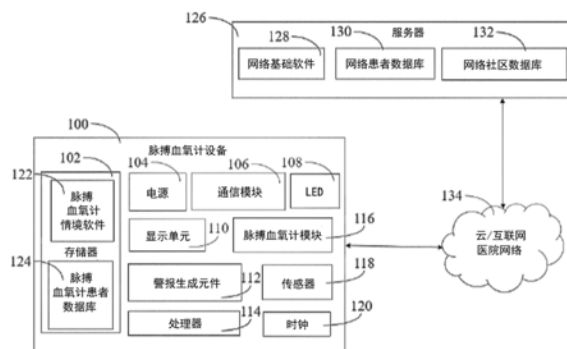 服务器
126
128
130
132
网络基础软件
网络患者数据库
网络社区数据库
100
脉搏血氧计设备
102
104
106
108
122
脉搏
血氧计
情境软件
电源
通信模块
LED
134
云/互联网
医院网络
显示单元
110
脉搏血氧计模块
116
存储器
124
脉搏
血氧计患者
数据库
警报生成元件
112
传感器
118
处理器
114
时钟
120